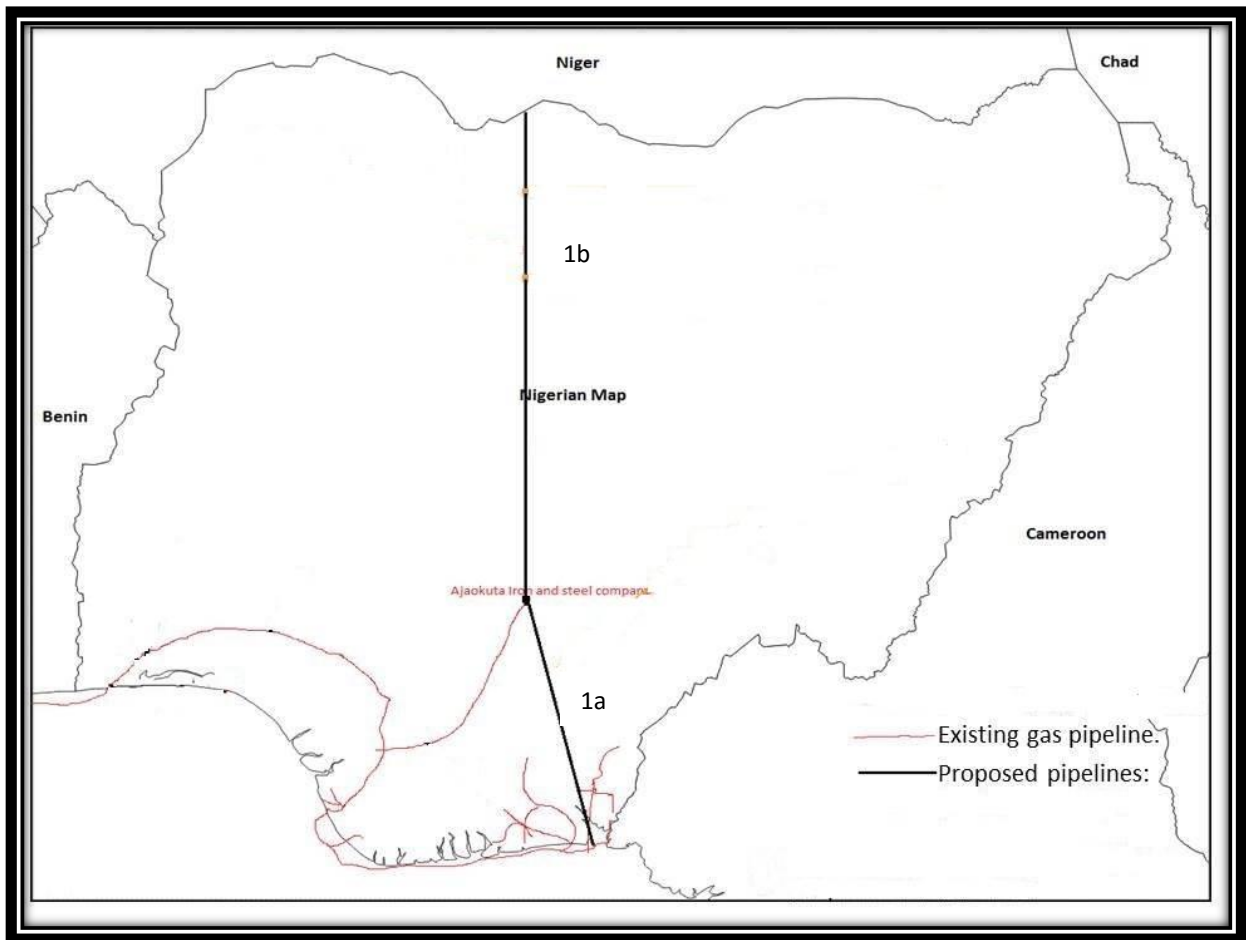 Niger
Chad
1b
Nigerian Map
Benin
Cameroon
Ajaokuta Iron and steel company
1a
Existing gas pipeline.
Proposed pipelines: